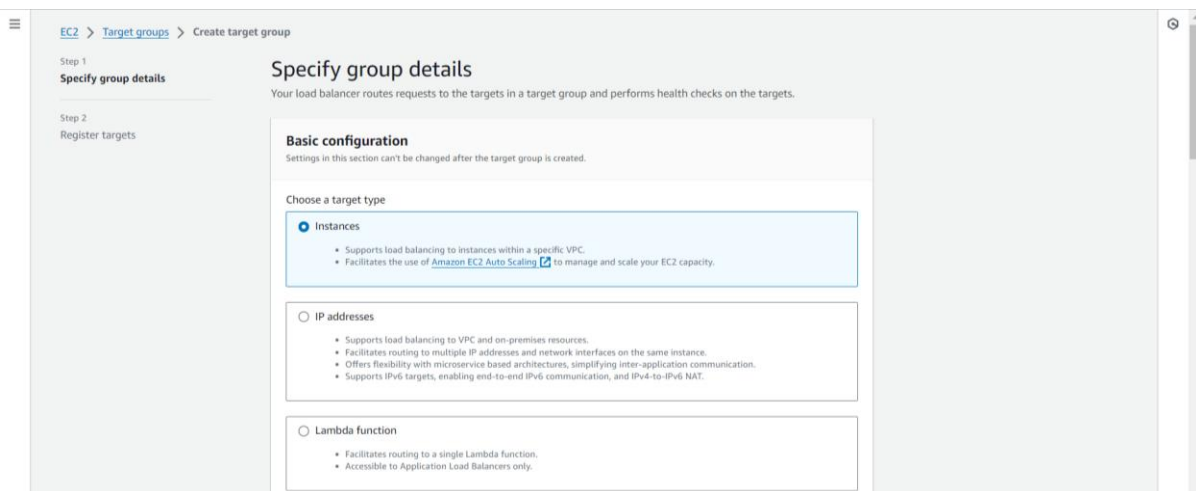 EC2 > Target groups > Create target group
Step 1
Specify group details
Step 2
Register targets
Specify group details
Your load balancer routes requests to the targets in a target group and performs health checks on the targets.
Basic configuration
Settings in this section can't be changed after the target group is created.
Choose a target type
Instances
• Supports load balancing to instances within a specific VPC.
• Facilitates the use of Amazon EC2 Auto Scaling to manage and scale your EC2 capacity.
IP addresses
• Supports load balancing to VPC and on-premises resources.
• Facilitates routing to multiple IP addresses and network interfaces on the same instance.
• Offers flexibility with microservice based architectures, simplifying inter-application communication.
• Supports IPv6 targets, enabling end-to-end IPv6 communication, and IPv4-to-IPv6 NAT.
Lambda function
• Facilitates routing to a single Lambda function.
• Accessible to Application Load Balancers only.